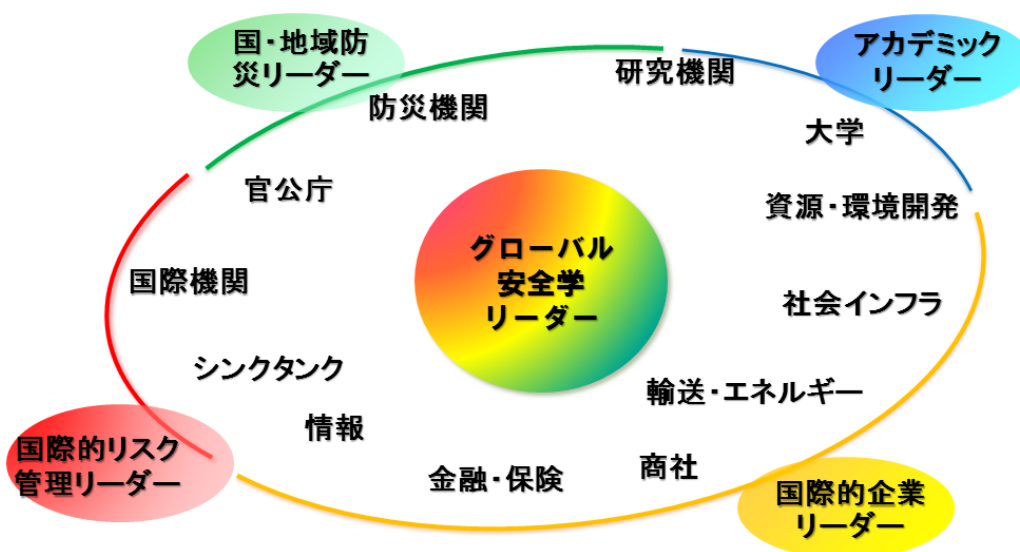 国・地域防
災リーダー
アカデミック
リーダー
研究機関
防災機関
大学
官公庁
資源・環境開発
グローバル
安全学
リーダー
国際機関
社会インフラ
シンクタンク
輸送・エネルギー
情報
国際的リスク
管理リーダー
商社
金融・保険
国際的企業
リーダー